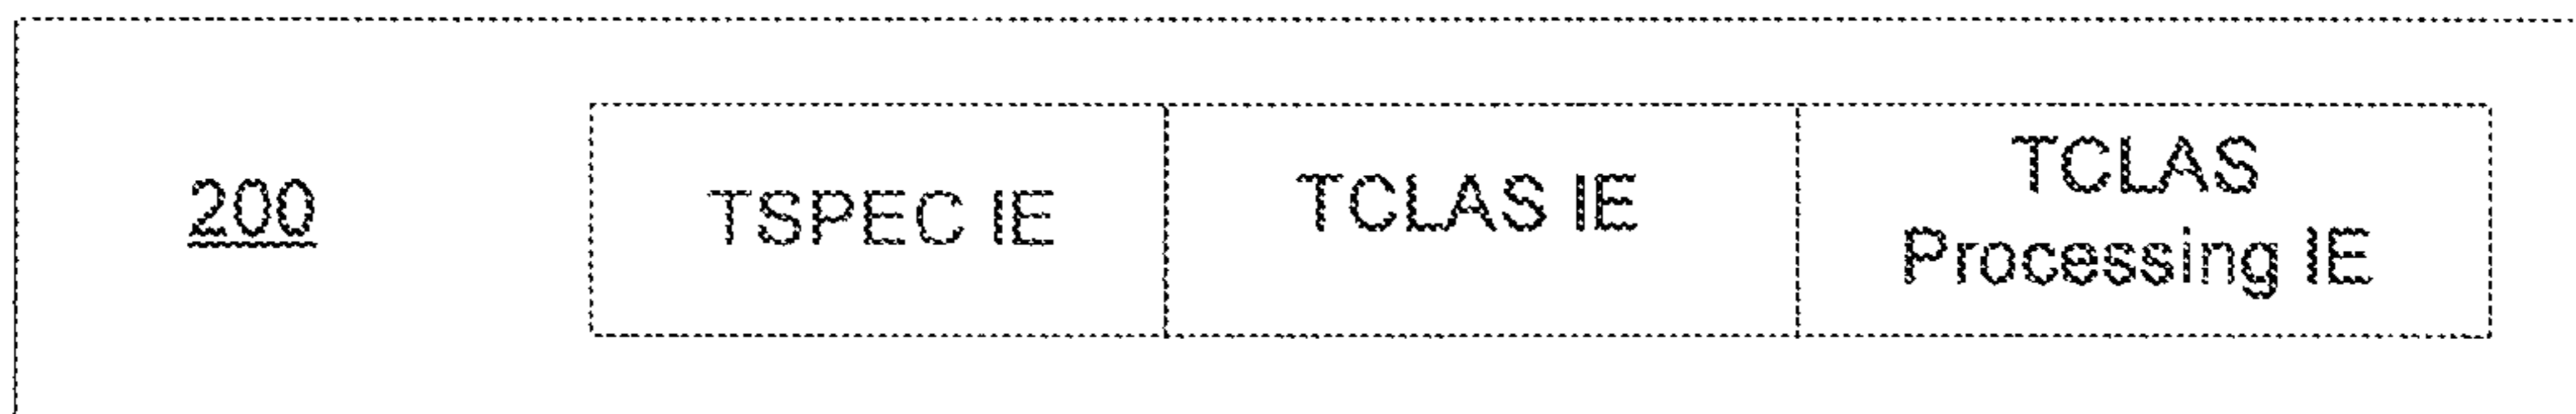 200
TSPEC IE
TCLAS IE
TCLAS
Processing IE